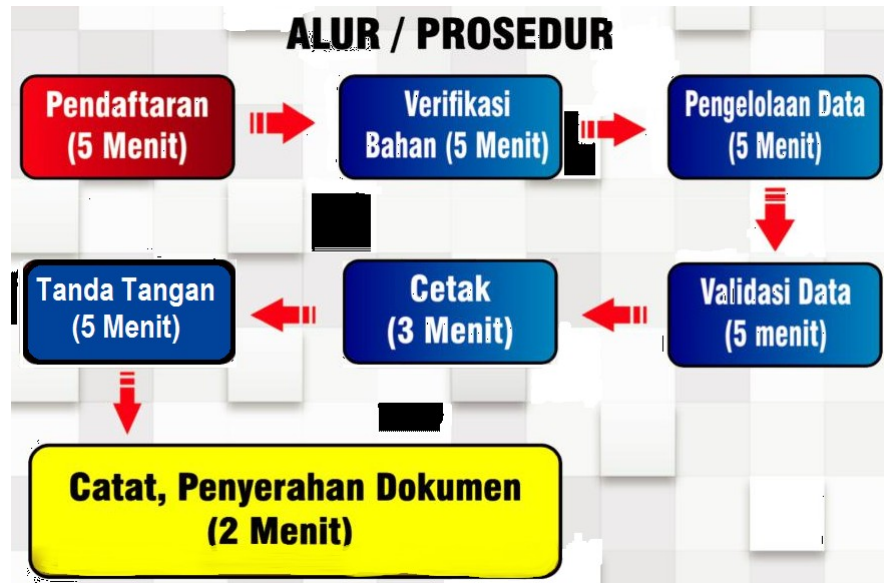 ALUR / PROSEDUR
Pendaftaran
(5 Menit)
Verifikasi
Bahan (5 Menit)
Pengelolaan Data
(5 Menit)
Validasi Data
(5 menit)
Cetak
(3 Menit)
Tanda Tangan
(5 Menit)
Catat, Penyerahan Dokumen
(2 Menit)